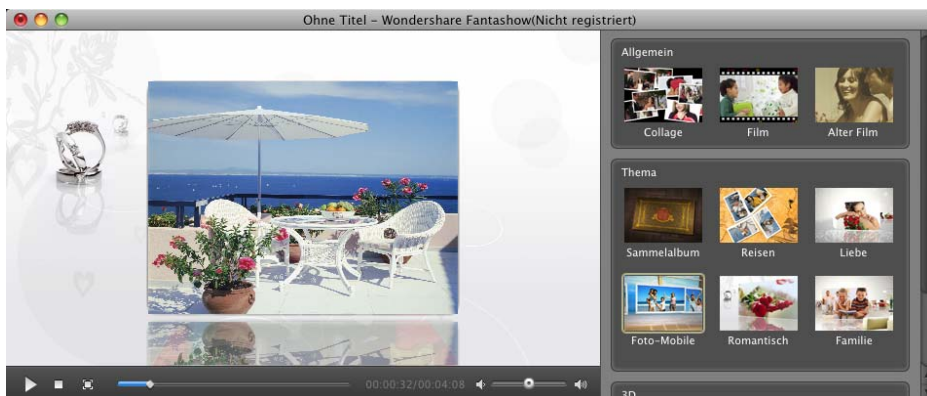 Ohne Titel – Wondershare Fantashow(Nicht registriert)
Allgemein
Collage Film Alter Film
Thema
Sammelalbum Reisen Liebe
Foto-Mobile Romantisch Familie
00:00:32/00:04:08
3D